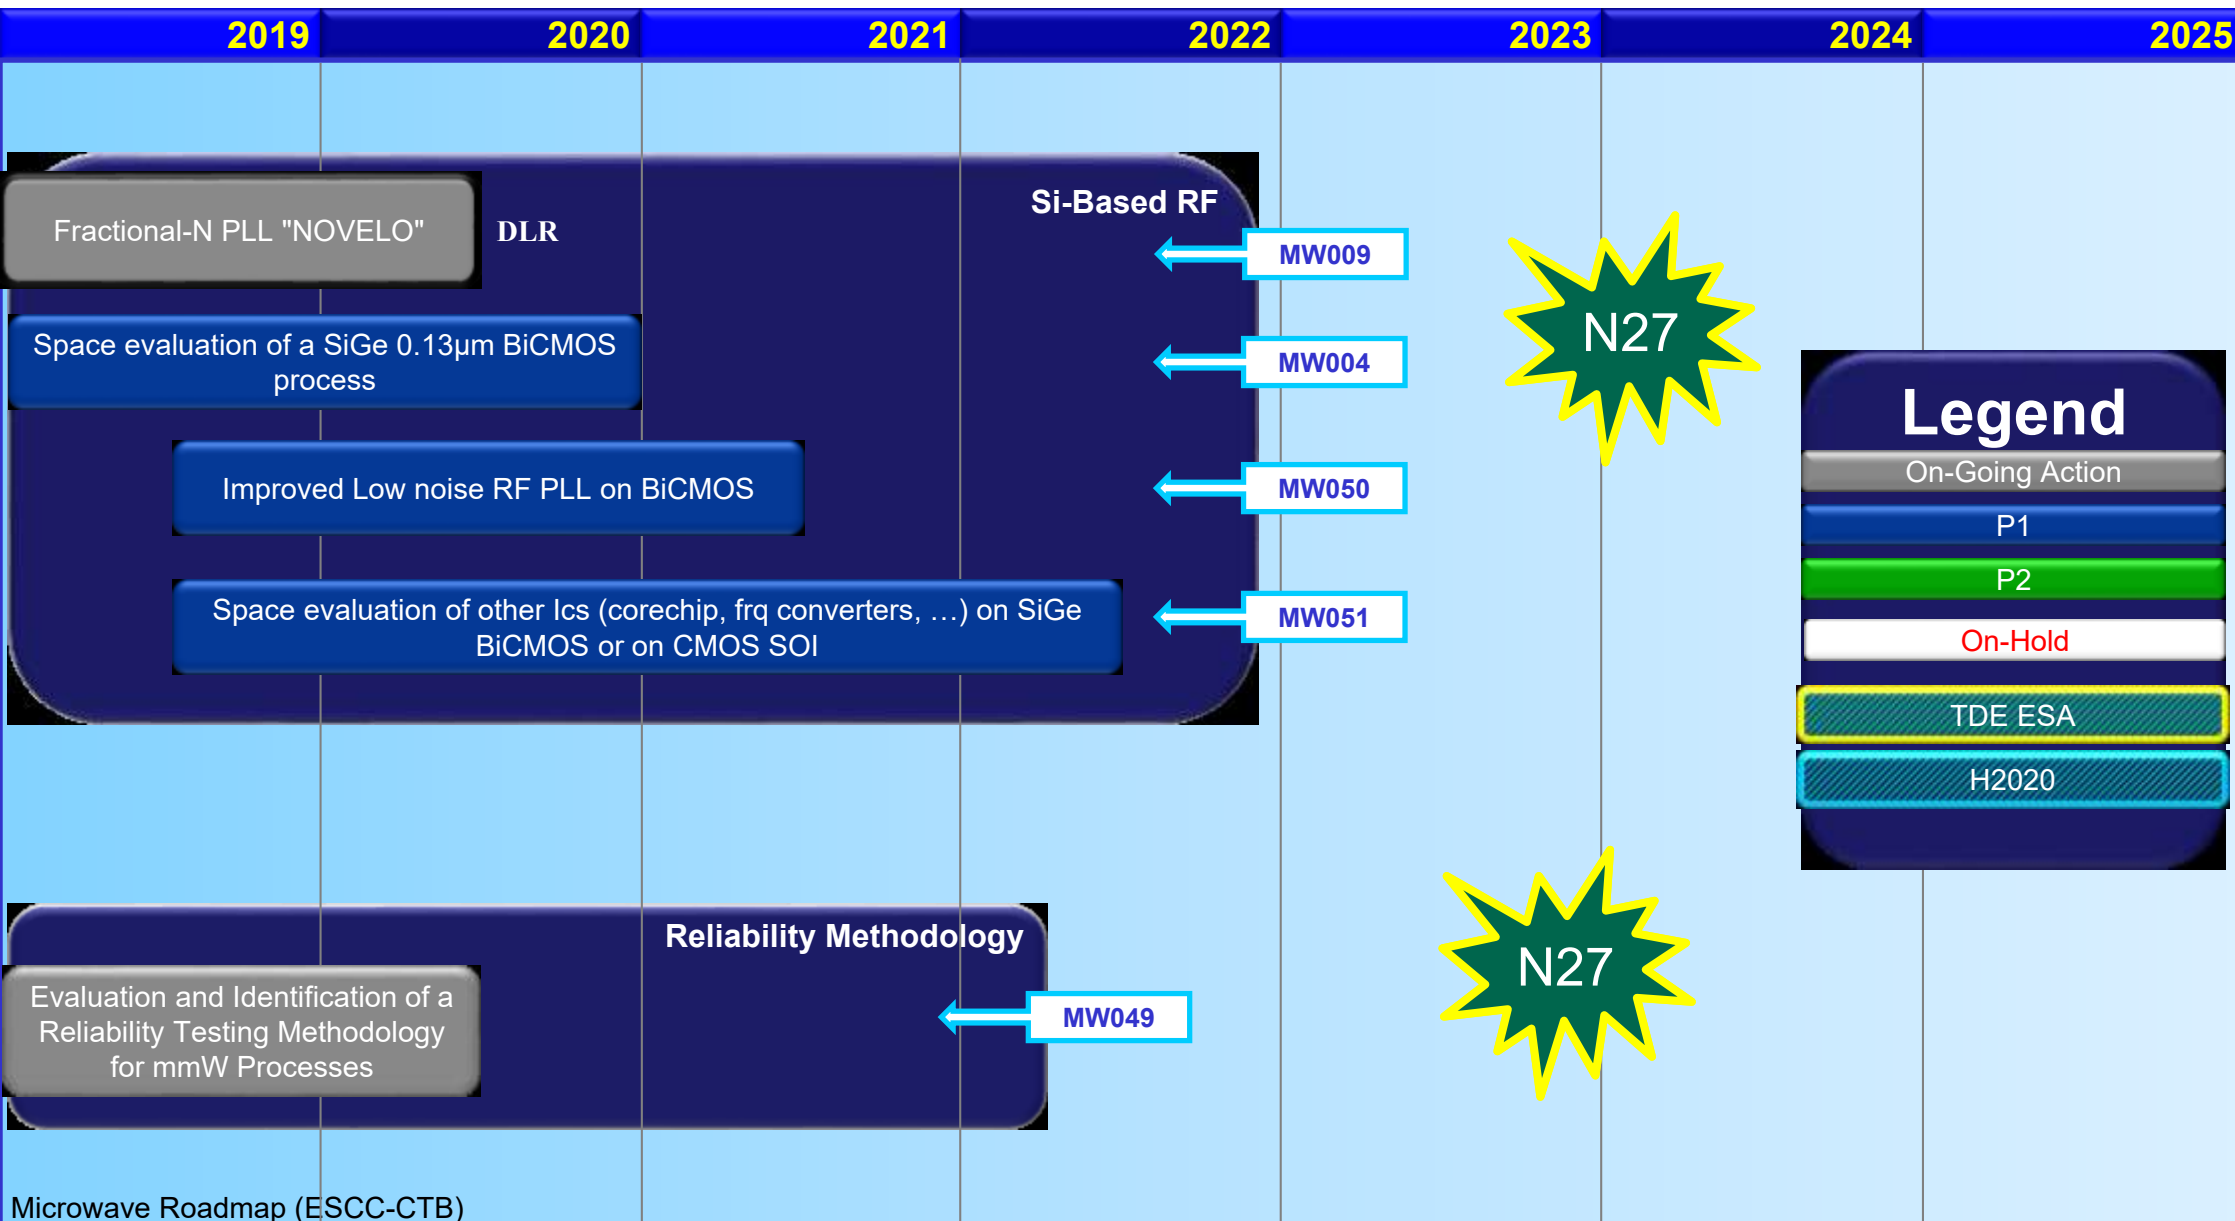 2019 2020 2021 2022 2023 2024 2025
Si-Based RF
Fractional-N PLL "NOVELO"
DLR
MW009
Space evaluation of a SiGe 0.13µm BiCMOS
process
MW004
N27
Improved Low noise RF PLL on BiCMOS
MW050
Space evaluation of other Ics (corechip, frq converters, …) on SiGe
BiCMOS or on CMOS SOI
MW051
Legend
On-Going Action
P1
P2
On-Hold
TDE ESA
H2020
Reliability Methodology
Evaluation and Identification of a
Reliability Testing Methodology
for mmW Processes
MW049
N27
Microwave Roadmap (ESCC-CTB)